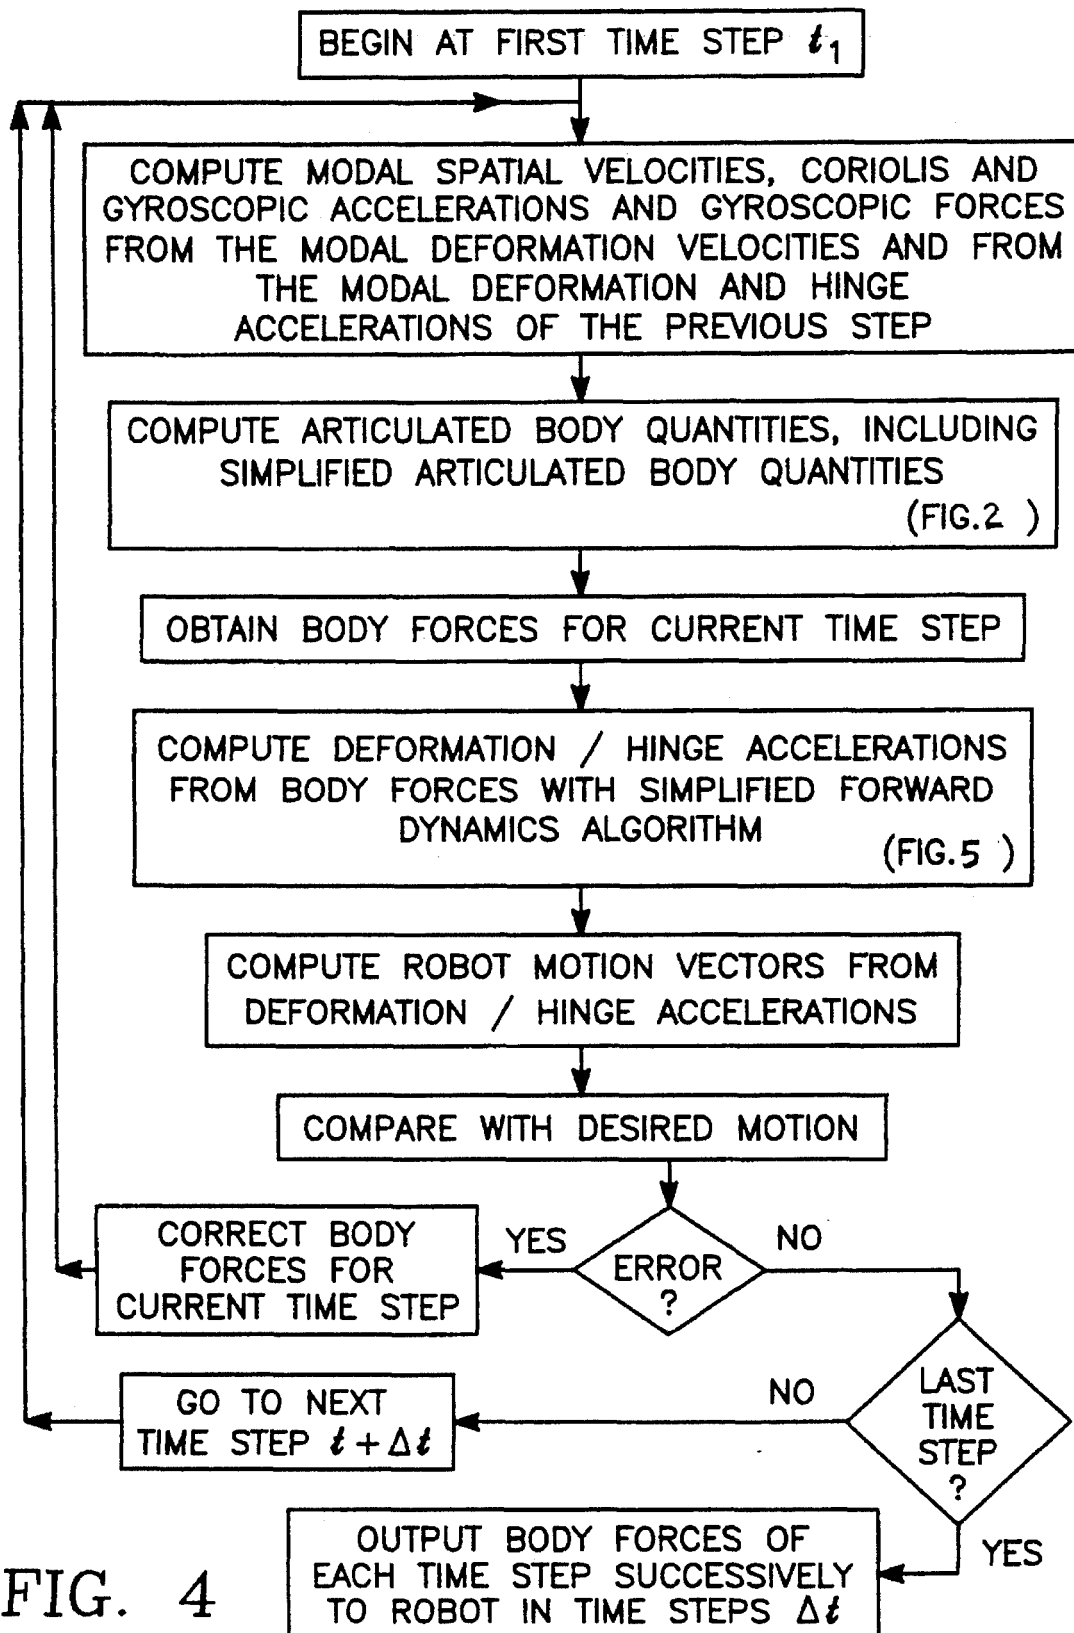 BEGIN AT FIRST TIME STEP t₁
COMPUTE MODAL SPATIAL VELOCITIES, CORIOLIS AND
GYROSCOPIC ACCELERATIONS AND GYROSCOPIC FORCES
FROM THE MODAL DEFORMATION VELOCITIES AND FROM
THE MODAL DEFORMATION AND HINGE
ACCELERATIONS OF THE PREVIOUS STEP
COMPUTE ARTICULATED BODY QUANTITIES, INCLUDING
SIMPLIFIED ARTICULATED BODY QUANTITIES
(FIG.2 )
OBTAIN BODY FORCES FOR CURRENT TIME STEP
COMPUTE DEFORMATION / HINGE ACCELERATIONS
FROM BODY FORCES WITH SIMPLIFIED FORWARD
DYNAMICS ALGORITHM
(FIG.5 )
COMPUTE ROBOT MOTION VECTORS FROM
DEFORMATION / HINGE ACCELERATIONS
COMPARE WITH DESIRED MOTION
ERROR
?
YES
NO
CORRECT BODY
FORCES FOR
CURRENT TIME STEP
LAST
TIME
STEP
?
NO
YES
GO TO NEXT
TIME STEP t + Δt
OUTPUT BODY FORCES OF
EACH TIME STEP SUCCESSIVELY
TO ROBOT IN TIME STEPS Δt
FIG. 4